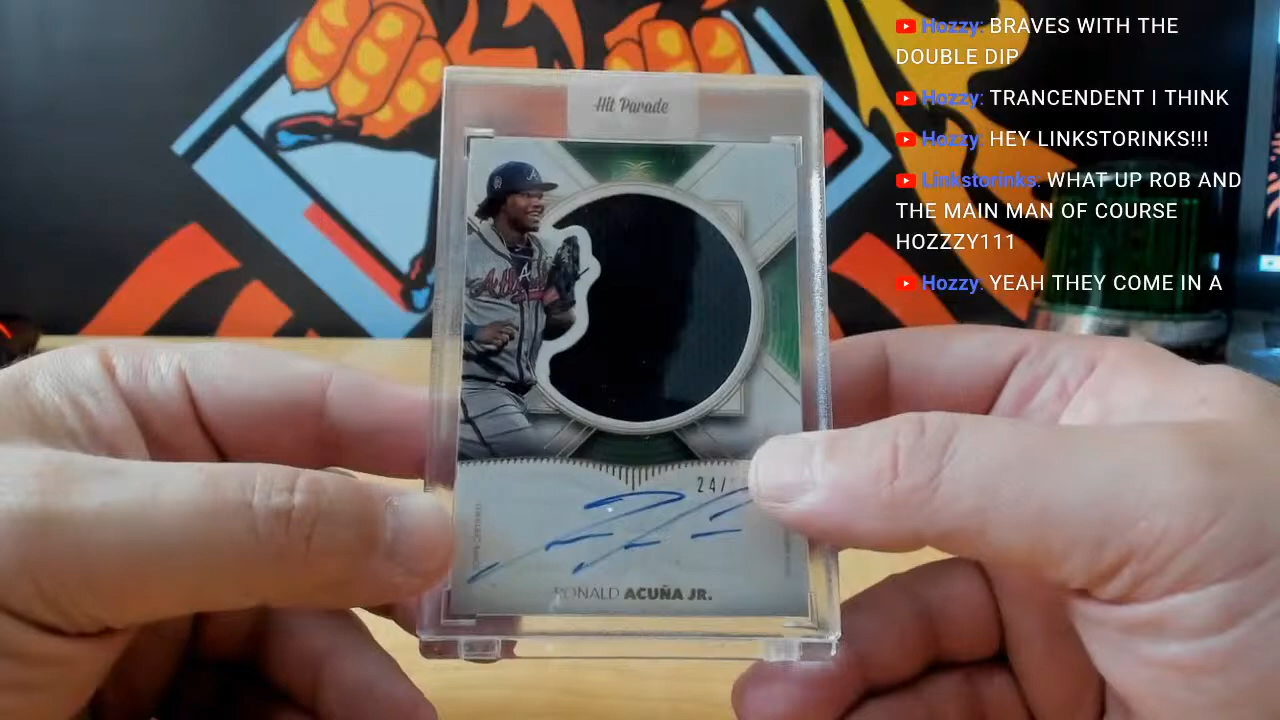 Hozzy: BRAVES WITH THE
DOUBLE DIP
Hozzy: TRANCENDENT I THINK
Hozzy: HEY LINKSTORINKS!!!
Linkstorinks: WHAT UP ROB AND
THE MAIN MAN OF COURSE
HOZZZY111
Hozzy: YEAH THEY COME IN A
Hit Parade
A
24/
RONALD ACUÑA JR.